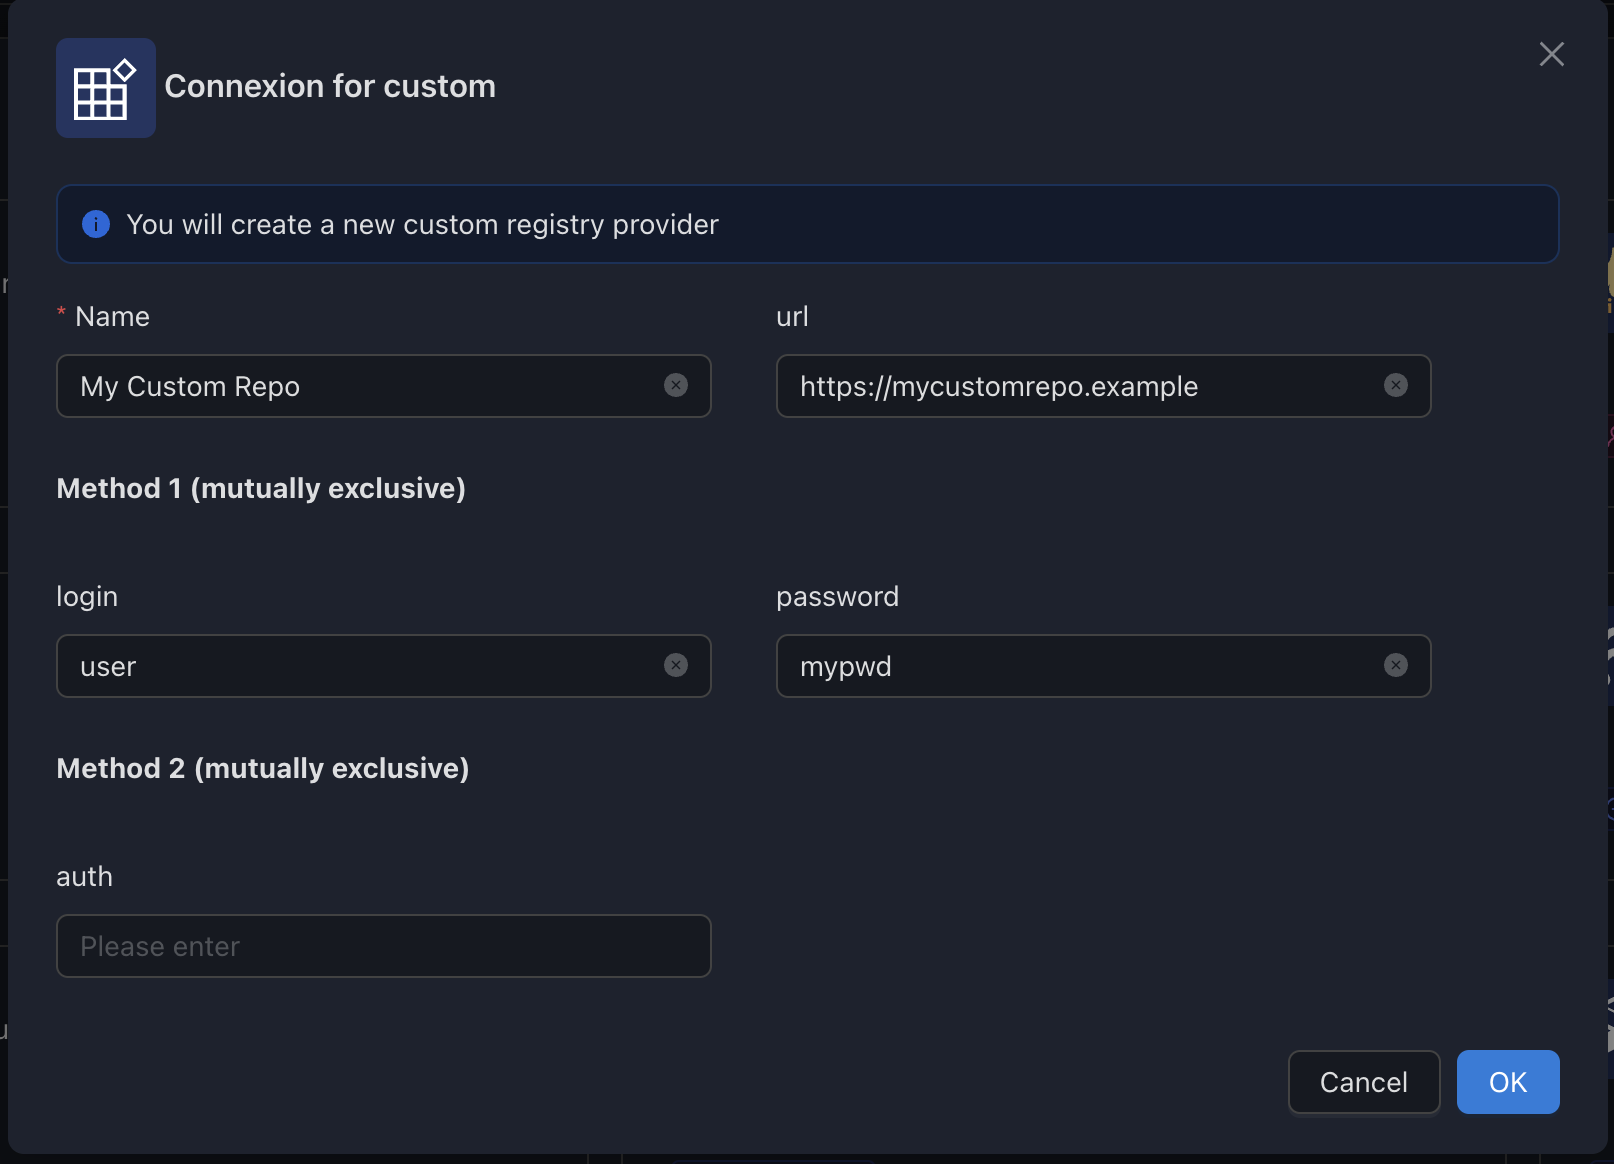 Connexion for custom
You will create a new custom registry provider
* Name
url
My Custom Repo
https://mycustomrepo.example
Method 1 (mutually exclusive)
login
password
user
mypwd
Method 2 (mutually exclusive)
auth
Please enter
Cancel
OK